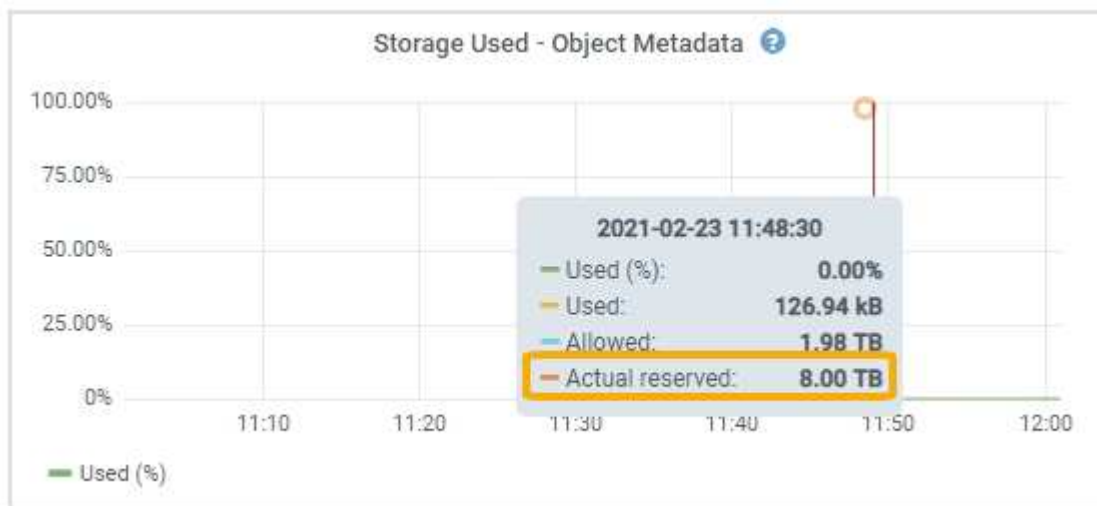 Storage Used - Object Metadata ?
100.00%
75.00%
50.00%
25.00%
0%
2021-02-23 11:48:30
Used (%): 0.00%
Used: 126.94 kB
Allowed: 1.98 TB
Actual reserved: 8.00 TB
11:10 11:20 11:30 11:40 11:50 12:00
Used (%)